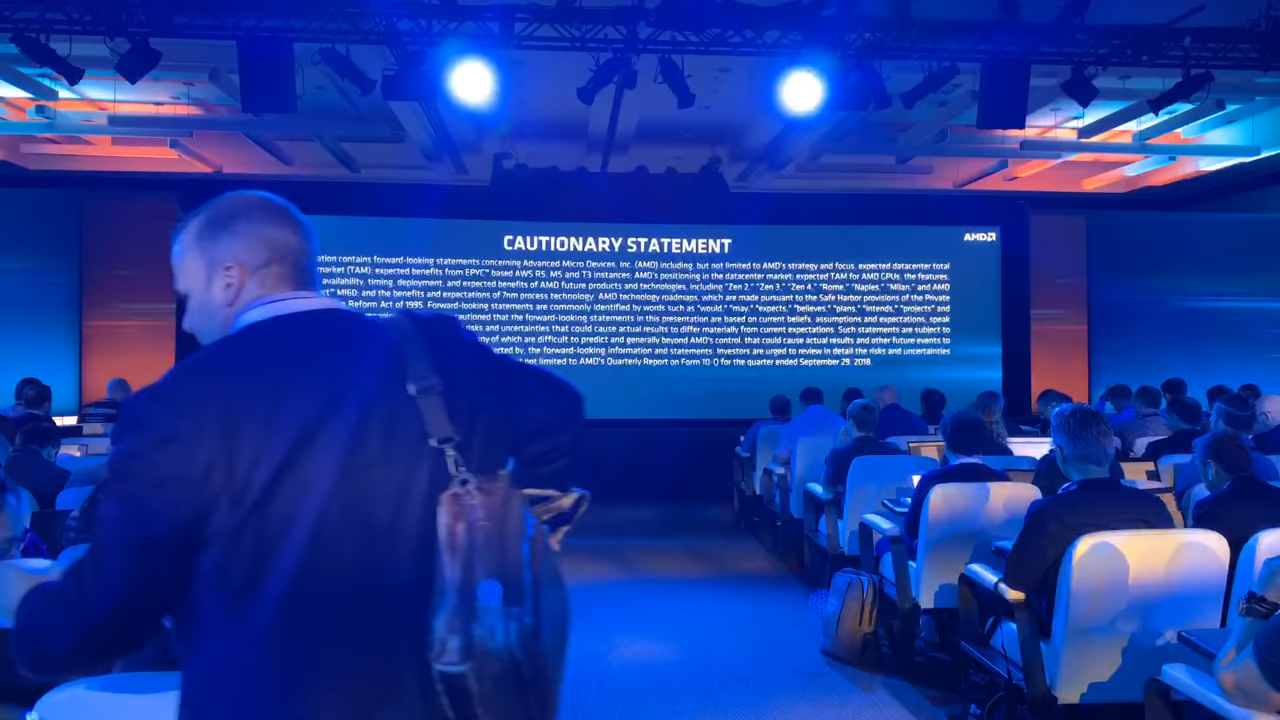 CAUTIONARY STATEMENT
AMD
ation contains forward-looking statements concerning Advanced Micro Devices, Inc. (AMD) including, but not limited to AMD's strategy and focus, expected datacenter total
market (TAM); expected benefits from EPYC™ based AWS R5, M5 and T3 instances; AMD's positioning in the datacenter market; expected TAM for AMD GPUs; the features,
availability, timing, deployment, and expected benefits of AMD future products and technologies, including "Zen 2," "Zen 3," "Zen 4," "Rome," "Naples," "Milan," and AMD
ct™ MI60; and the benefits and expectations of 7nm process technology, AMD technology roadmaps, which are made pursuant to the Safe Harbor provisions of the Private
n Reform Act of 1995. Forward-looking statements are commonly identified by words such as "would," "may," "expects," "believes," "plans," "intends," "projects" and
cautioned that the forward-looking statements in this presentation are based on current beliefs, assumptions and expectations, speak
risks and uncertainties that could cause actual results to differ materially from current expectations. Such statements are subject to
ny of which are difficult to predict and generally beyond AMD's control, that could cause actual results and other future events to
ected by, the forward-looking information and statements. Investors are urged to review in detail the risks and uncertainties
not limited to AMD's Quarterly Report on Form 10-Q for the quarter ended September 29, 2018.